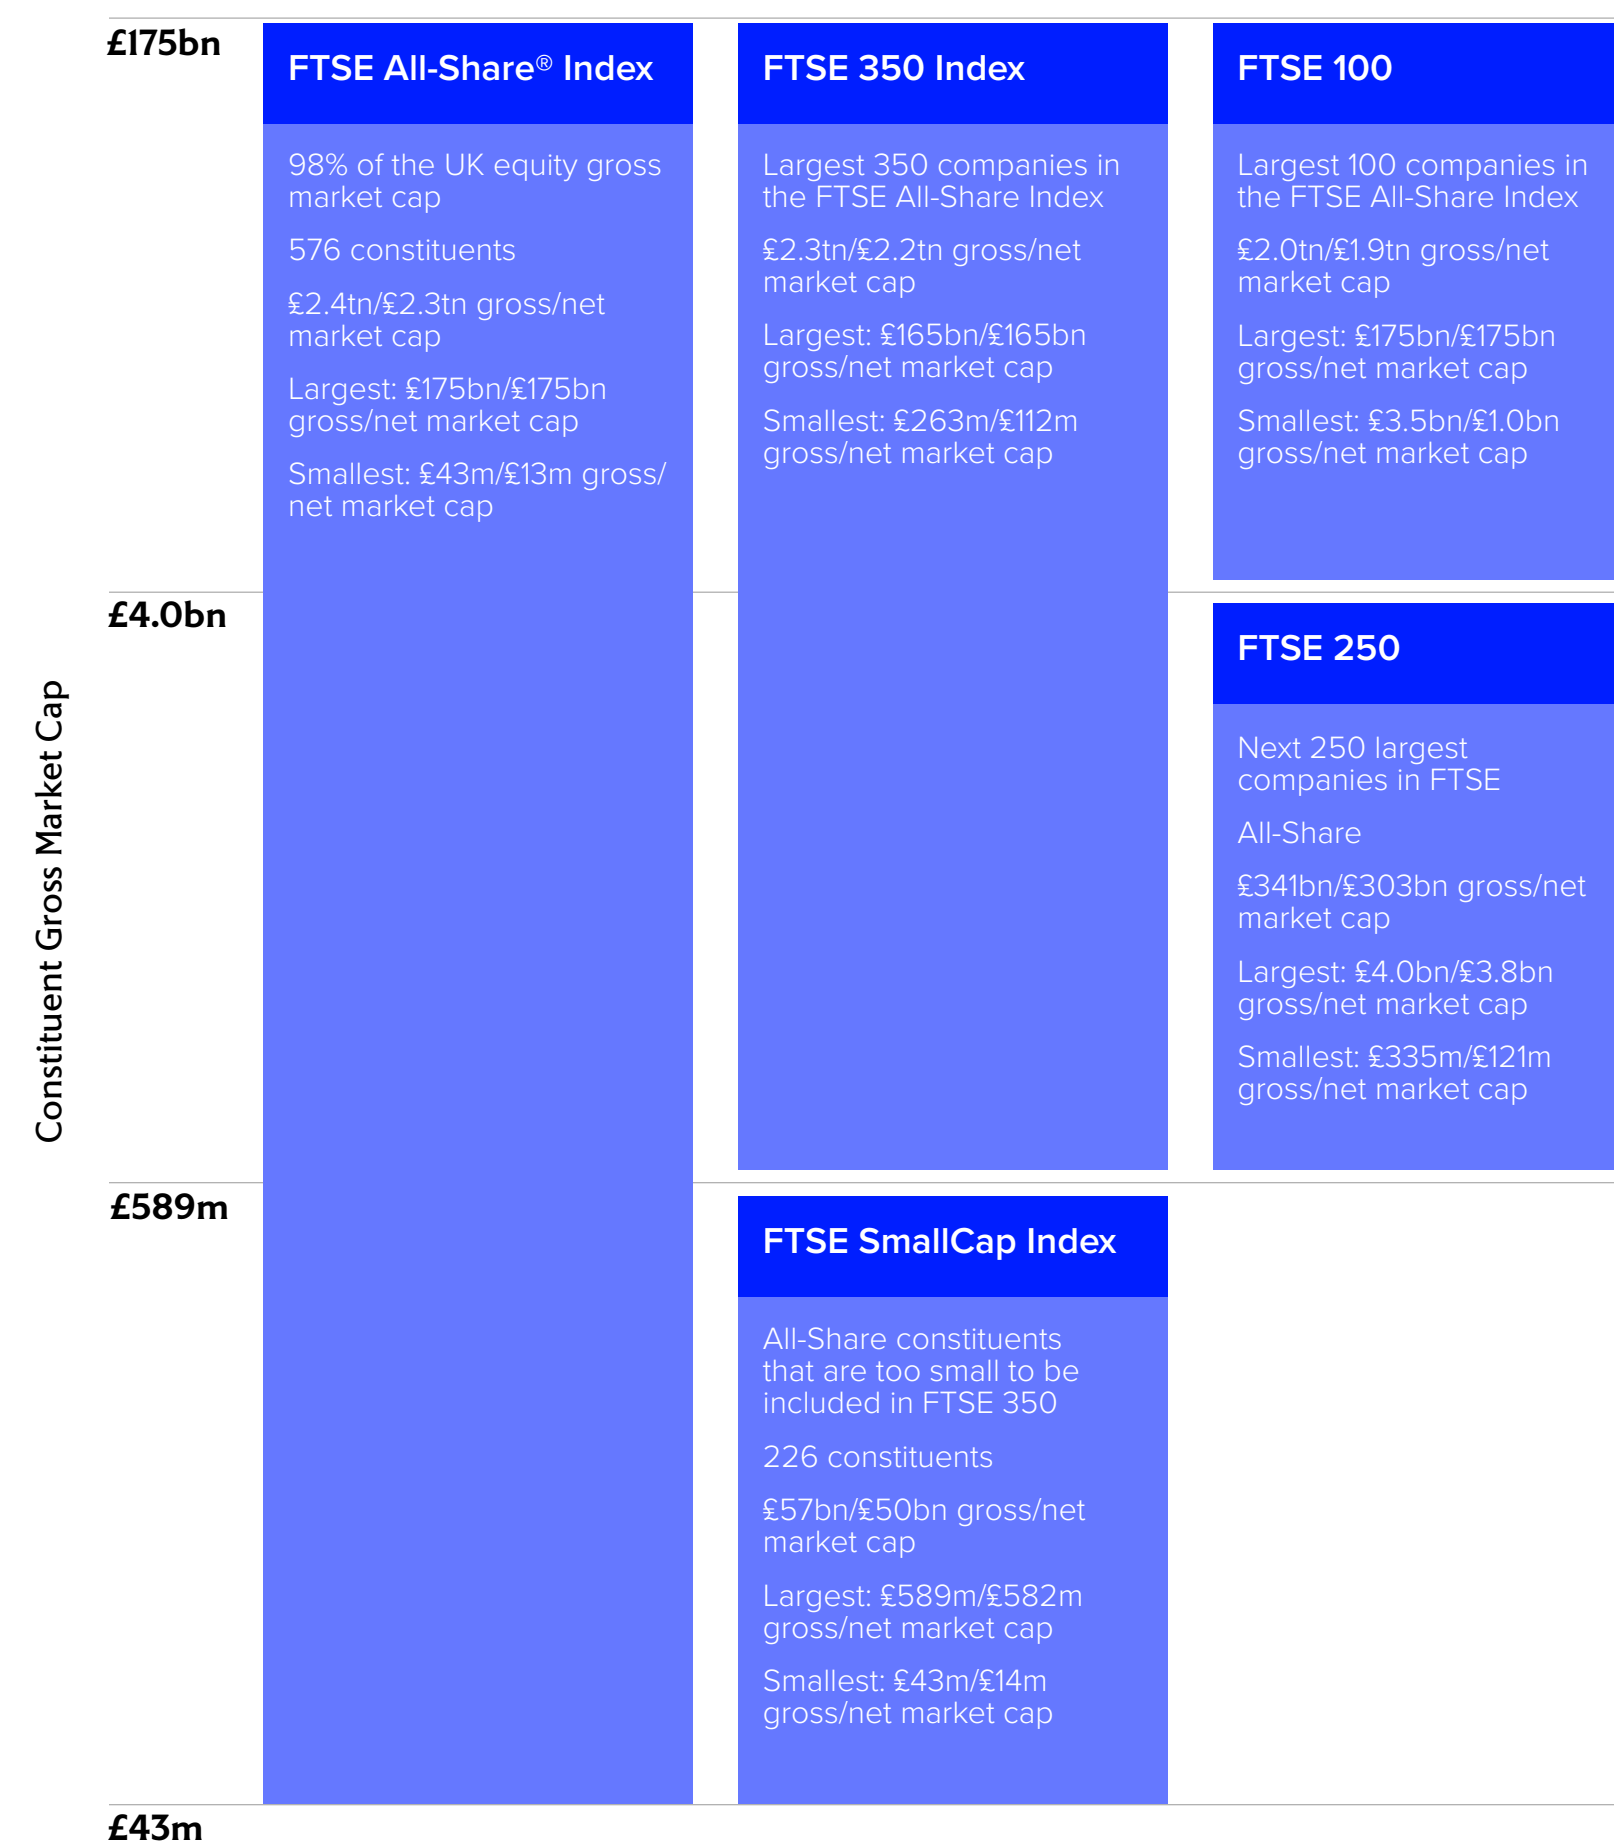 £175bn
FTSE All-Share® Index
98% of the UK equity gross
market cap
576 constituents
£2.4tn/£2.3tn gross/net
market cap
Largest: £175bn/£175bn
gross/net market cap
Smallest: £43m/£13m gross/
net market cap
FTSE 350 Index
Largest 350 companies in
the FTSE All-Share Index
£2.3tn/£2.2tn gross/net
market cap
Largest: £165bn/£165bn
gross/net market cap
Smallest: £263m/£112m
gross/net market cap
FTSE 100
Largest 100 companies in
the FTSE All-Share Index
£2.0tn/£1.9tn gross/net
market cap
Largest: £175bn/£175bn
gross/net market cap
Smallest: £3.5bn/£1.0bn
gross/net market cap
£4.0bn
FTSE 250
Next 250 largest
companies in FTSE
All-Share
£341bn/£303bn gross/net
market cap
Largest: £4.0bn/£3.8bn
gross/net market cap
Smallest: £335m/£121m
gross/net market cap
Constituent Gross Market Cap
£589m
FTSE SmallCap Index
All-Share constituents
that are too small to be
included in FTSE 350
226 constituents
£57bn/£50bn gross/net
market cap
Largest: £589m/£582m
gross/net market cap
Smallest: £43m/£14m
gross/net market cap
£43m